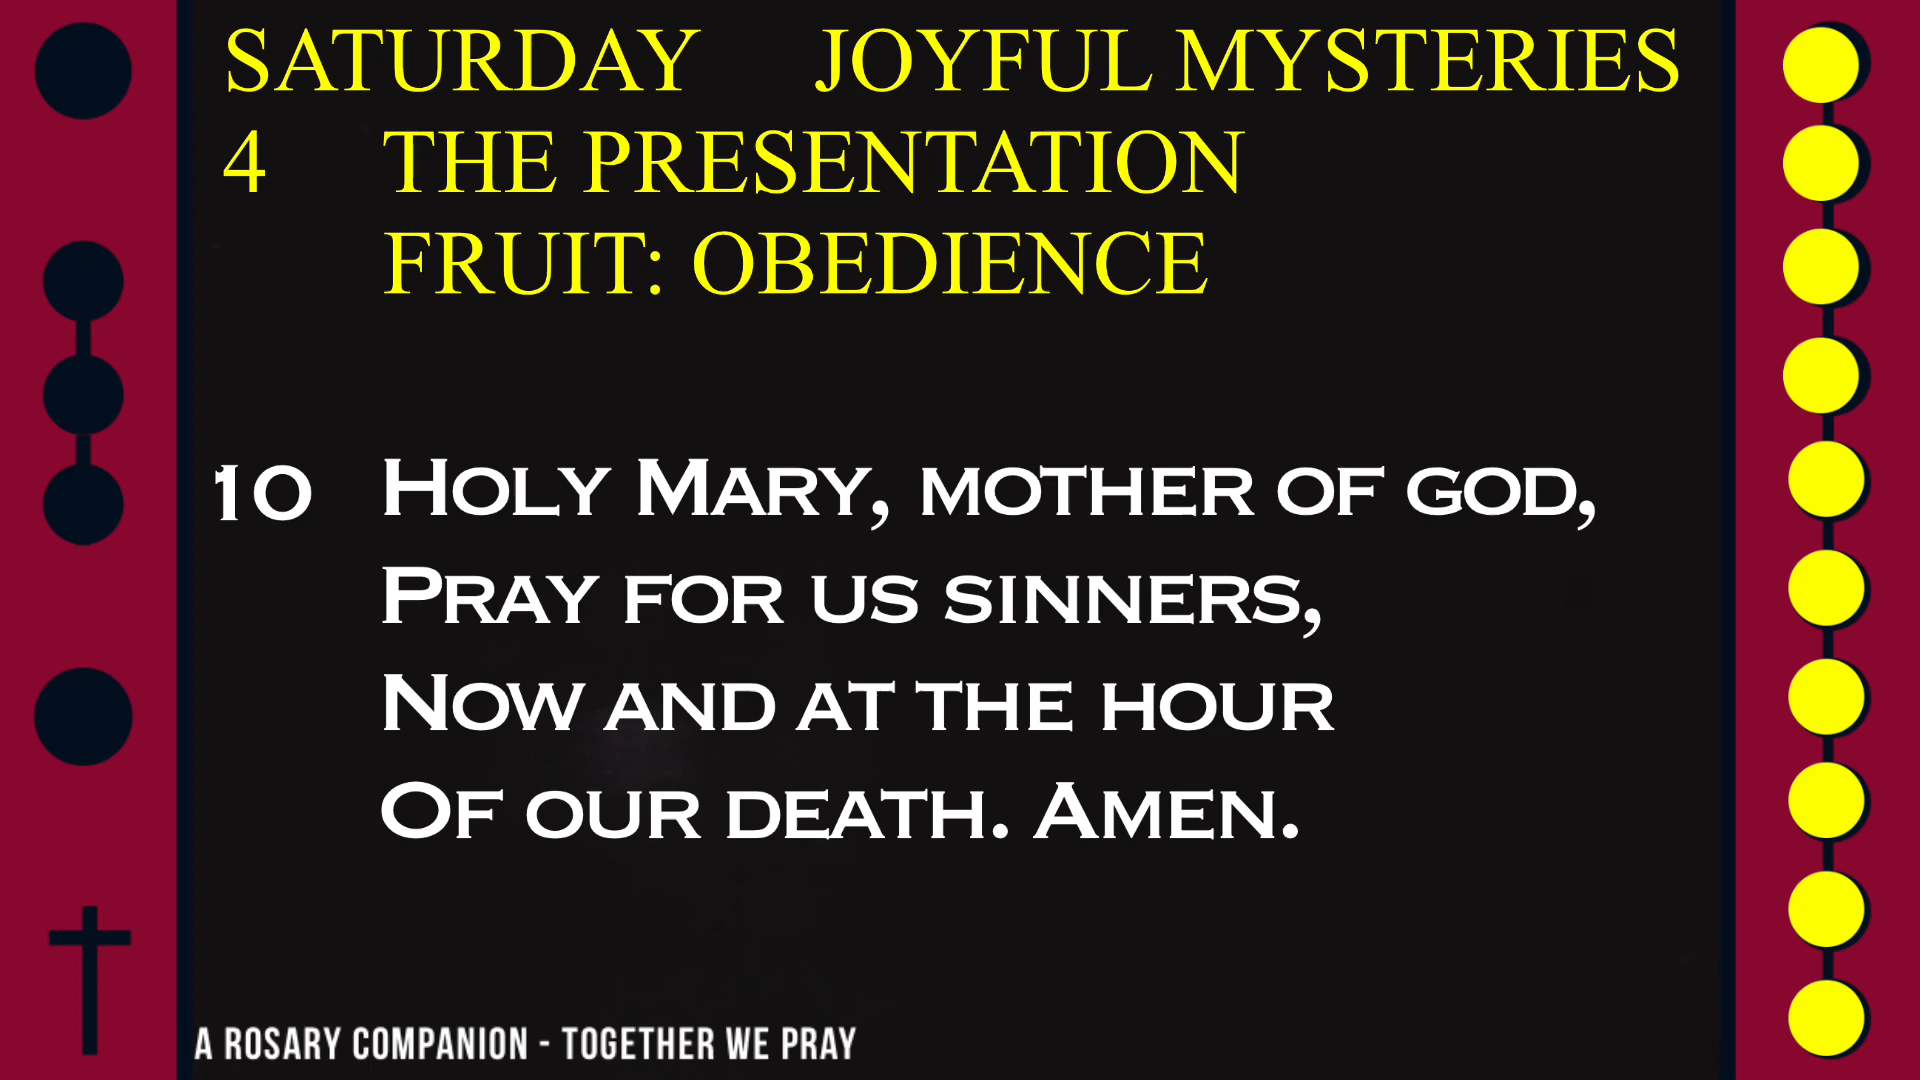 SATURDAY JOYFUL MYSTERIES
4 THE PRESENTATION
FRUIT: OBEDIENCE
10 HOLY MARY, MOTHER OF GOD,
PRAY FOR US SINNERS,
NOW AND AT THE HOUR
OF OUR DEATH. AMEN.
A ROSARY COMPANION - TOGETHER WE PRAY